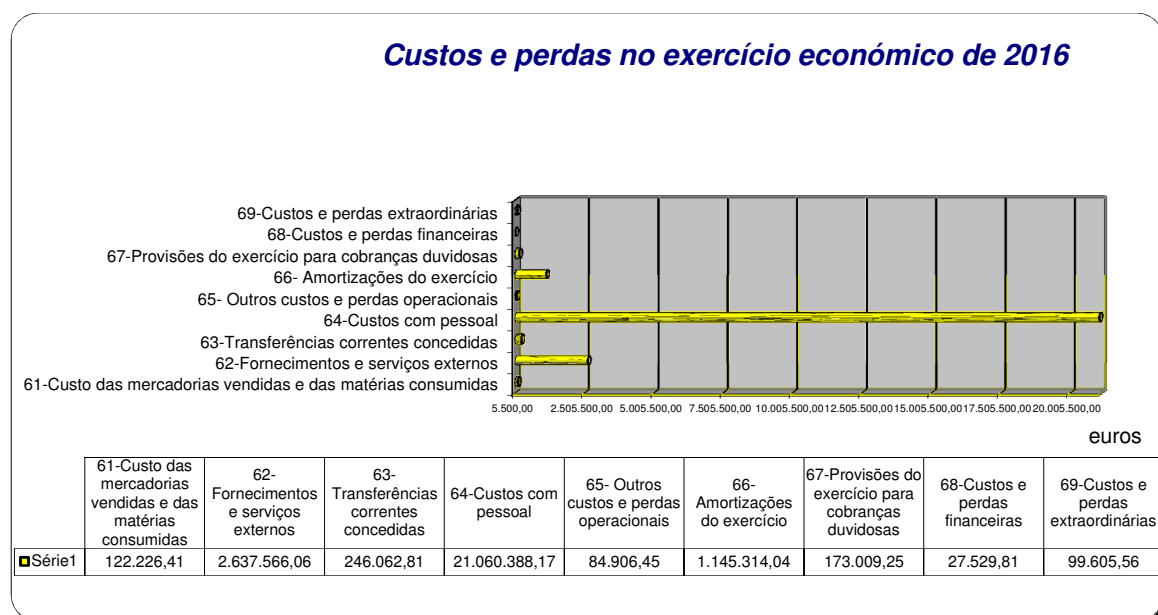 Custos e perdas no exercício económico de 2016
69-Custos e perdas extraordinárias
68-Custos e perdas financeiras
67-Provisões do exercício para cobranças duvidosas
66- Amortizações do exercício
65- Outros custos e perdas operacionais
64-Custos com pessoal
63-Transferências correntes concedidas
62-Fornecimentos e serviços externos
61-Custo das mercadorias vendidas e das matérias consumidas
5.500,00 2.505.500,00 5.005.500,00 7.505.500,00 10.005.500,00 12.505.500,00 15.005.500,00 17.505.500,00 20.005.500,00
euros
61-Custo das
mercadorias
vendidas e das
matérias
consumidas
62-
Fornecimentos
e serviços
externos
63-
Transferências
correntes
concedidas
64-Custos com
pessoal
65- Outros
custos e perdas
operacionais
66-
Amortizações
do exercício
67-Provisões do
exercício para
cobranças
duvidosas
68-Custos e
perdas
financeiras
69-Custos e
perdas
extraordinárias
Série1 122.226,41 2.637.566,06 246.062,81 21.060.388,17 84.906,45 1.145.314,04 173.009,25 27.529,81 99.605,56